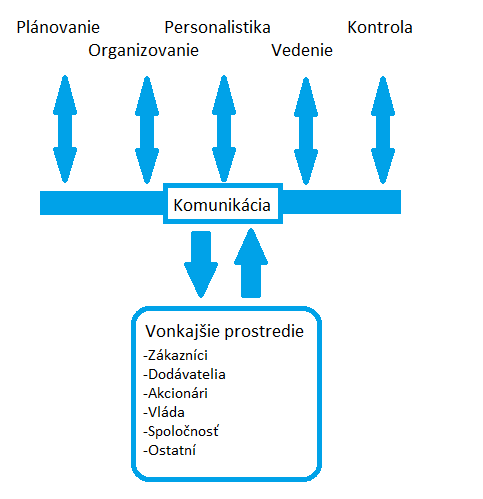 Plánovanie
Personalistika
Kontrola
Organizovanie
Vedenie
Komunikácia
Vonkajšie prostredie
-Zákazníci
-Dodávatelia
-Akcionári
-Vláda
-Spoločnosť
-Ostatní